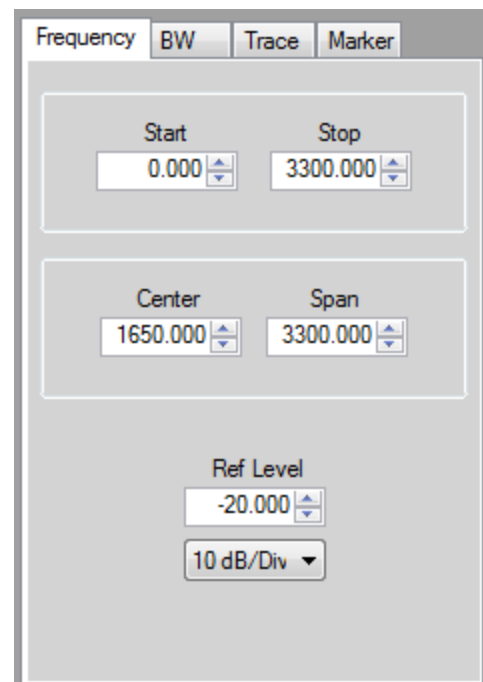 Frequency BW Trace Marker
Start Stop
0.000 3300.000
Center Span
1650.000 3300.000
Ref Level
-20.000
10 dB/Div